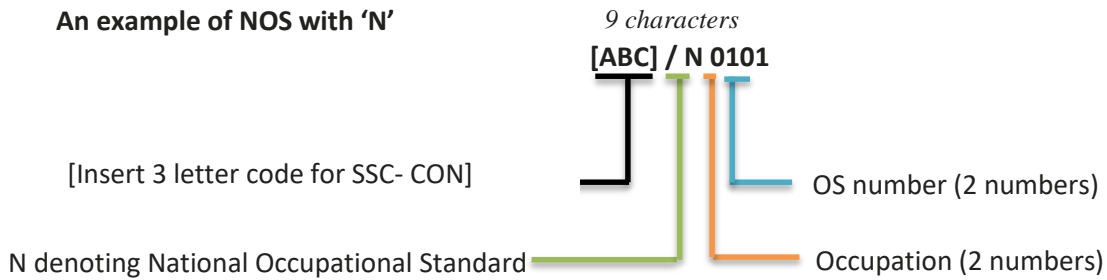 An example of NOS with ‘N’
9 characters
[ABC] / N 0101
[Insert 3 letter code for SSC- CON]
OS number (2 numbers)
N denoting National Occupational Standard
Occupation (2 numbers)